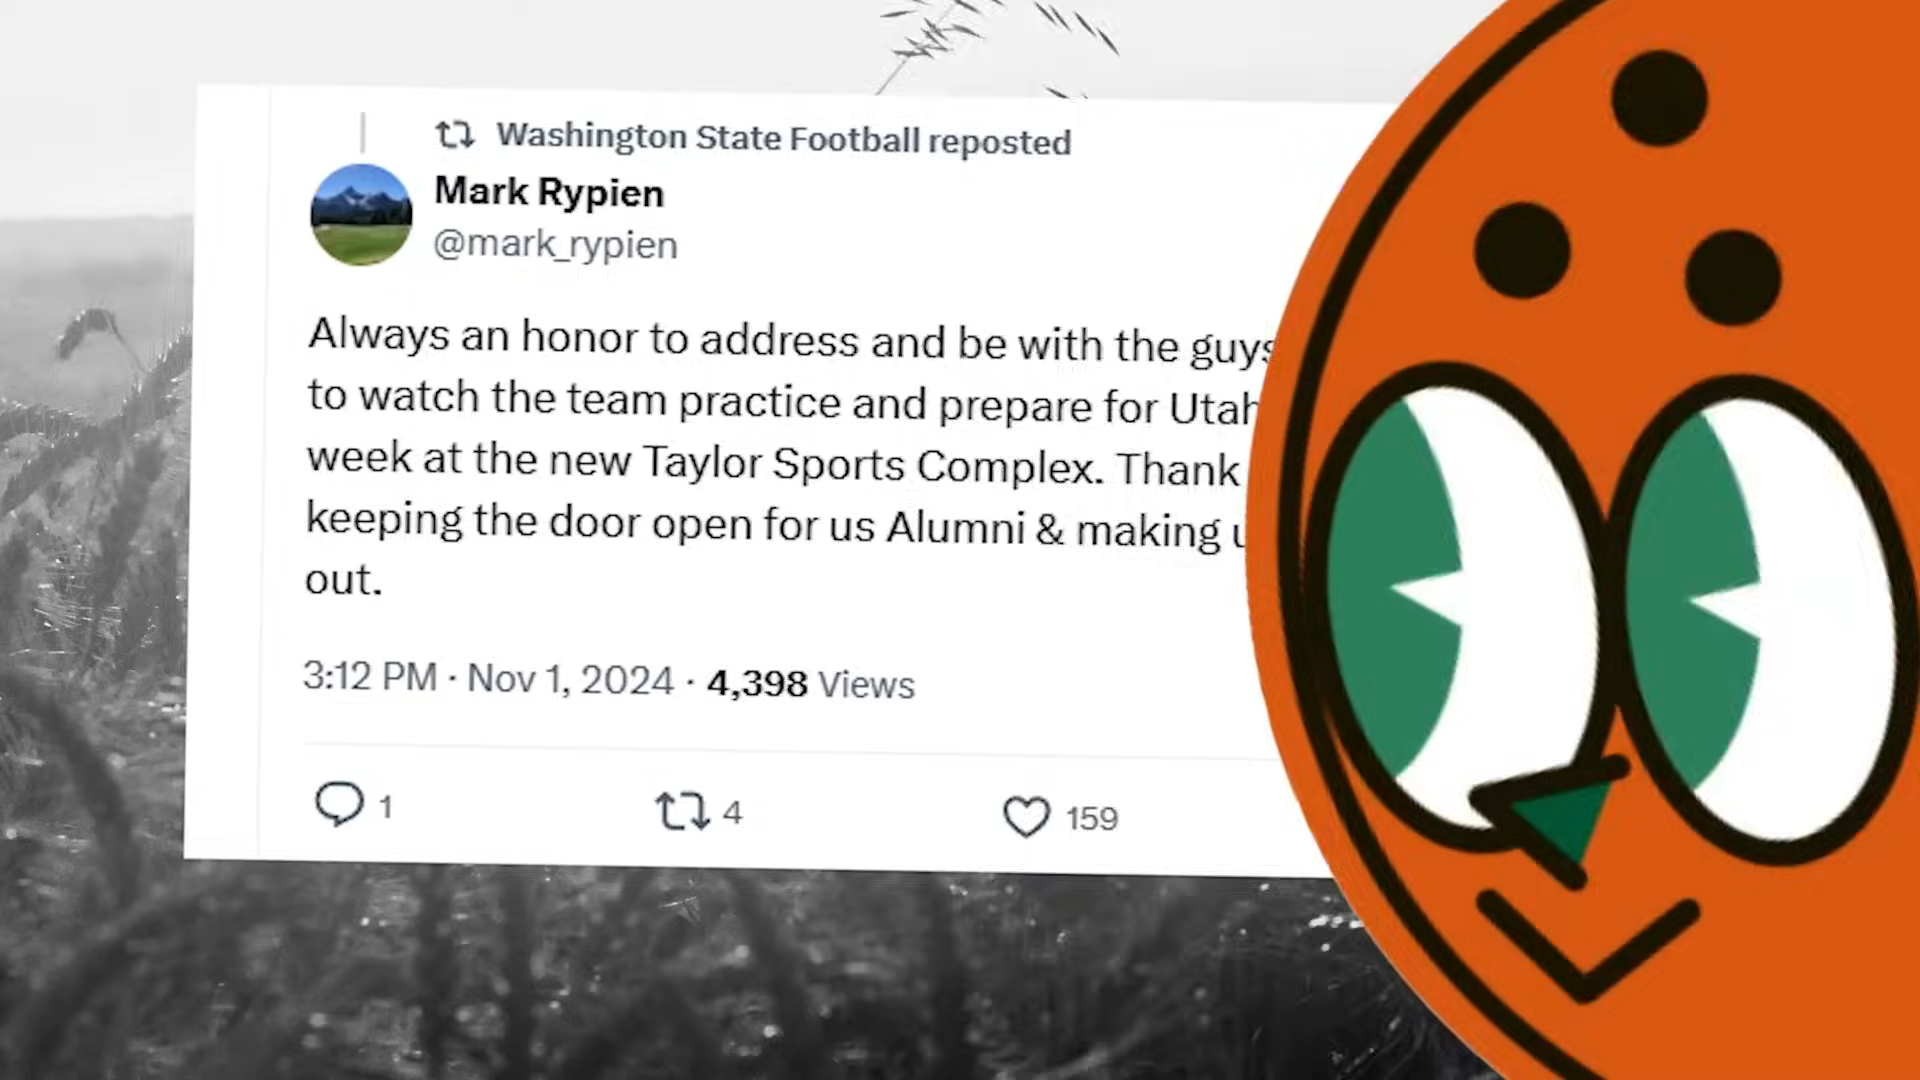 Washington State Football reposted
Mark Rypien
@mark_rypien
Always an honor to address and be with the guys
to watch the team practice and prepare for Utah
week at the new Taylor Sports Complex. Thank
keeping the door open for us Alumni & making
out.
3:12 PM · Nov 1, 2024 · 4,398 Views
1 4 159